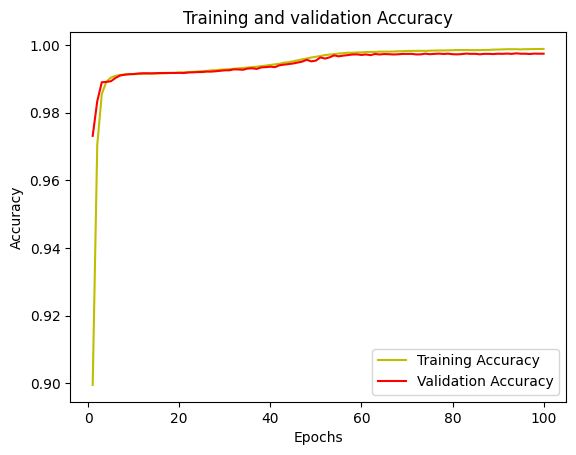 Training and validation Accuracy
1.00
0.98
0.96
0.94
0.92
0.90
Accuracy
Training Accuracy
Validation Accuracy
0 20 40 60 80 100
Epochs